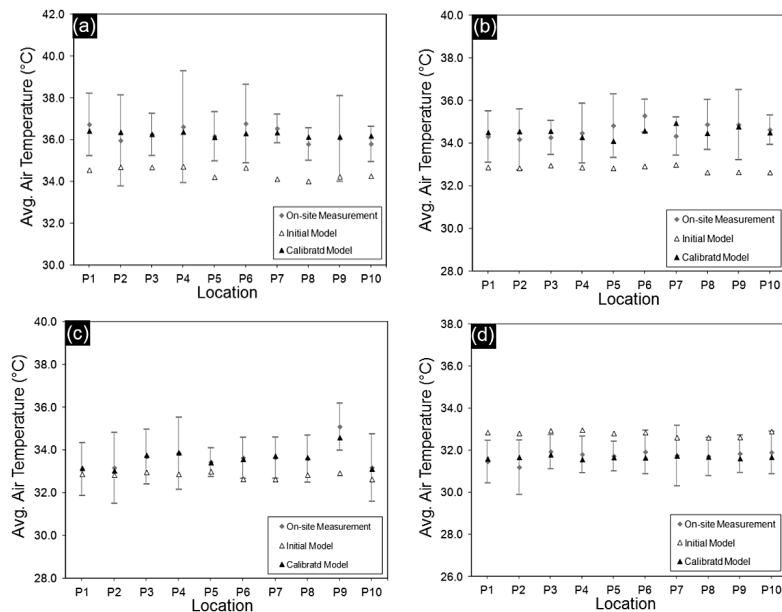 (a)
42.0
40.0
38.0
36.0
34.0
32.0
30.0
Avg. Air Temperature (°C)
On-site Measurement
Initial Model
Calibratd Model
P1 P2 P3 P4 P5 P6 P7 P8 P9 P10
Location
(b)
40.0
38.0
36.0
34.0
32.0
30.0
28.0
Avg. Air Temperature (°C)
On-site Measurement
Initial Model
Calibratd Model
P1 P2 P3 P4 P5 P6 P7 P8 P9 P10
Location
(c)
40.0
38.0
36.0
34.0
32.0
30.0
28.0
Avg. Air Temperature (°C)
On-site Measurement
Initial Model
Calibratd Model
P1 P2 P3 P4 P5 P6 P7 P8 P9 P10
Location
(d)
38.0
36.0
34.0
32.0
30.0
28.0
26.0
Avg. Air Temperature (°C)
On-site Measurement
Initial Model
Calibratd Model
P1 P2 P3 P4 P5 P6 P7 P8 P9 P10
Location